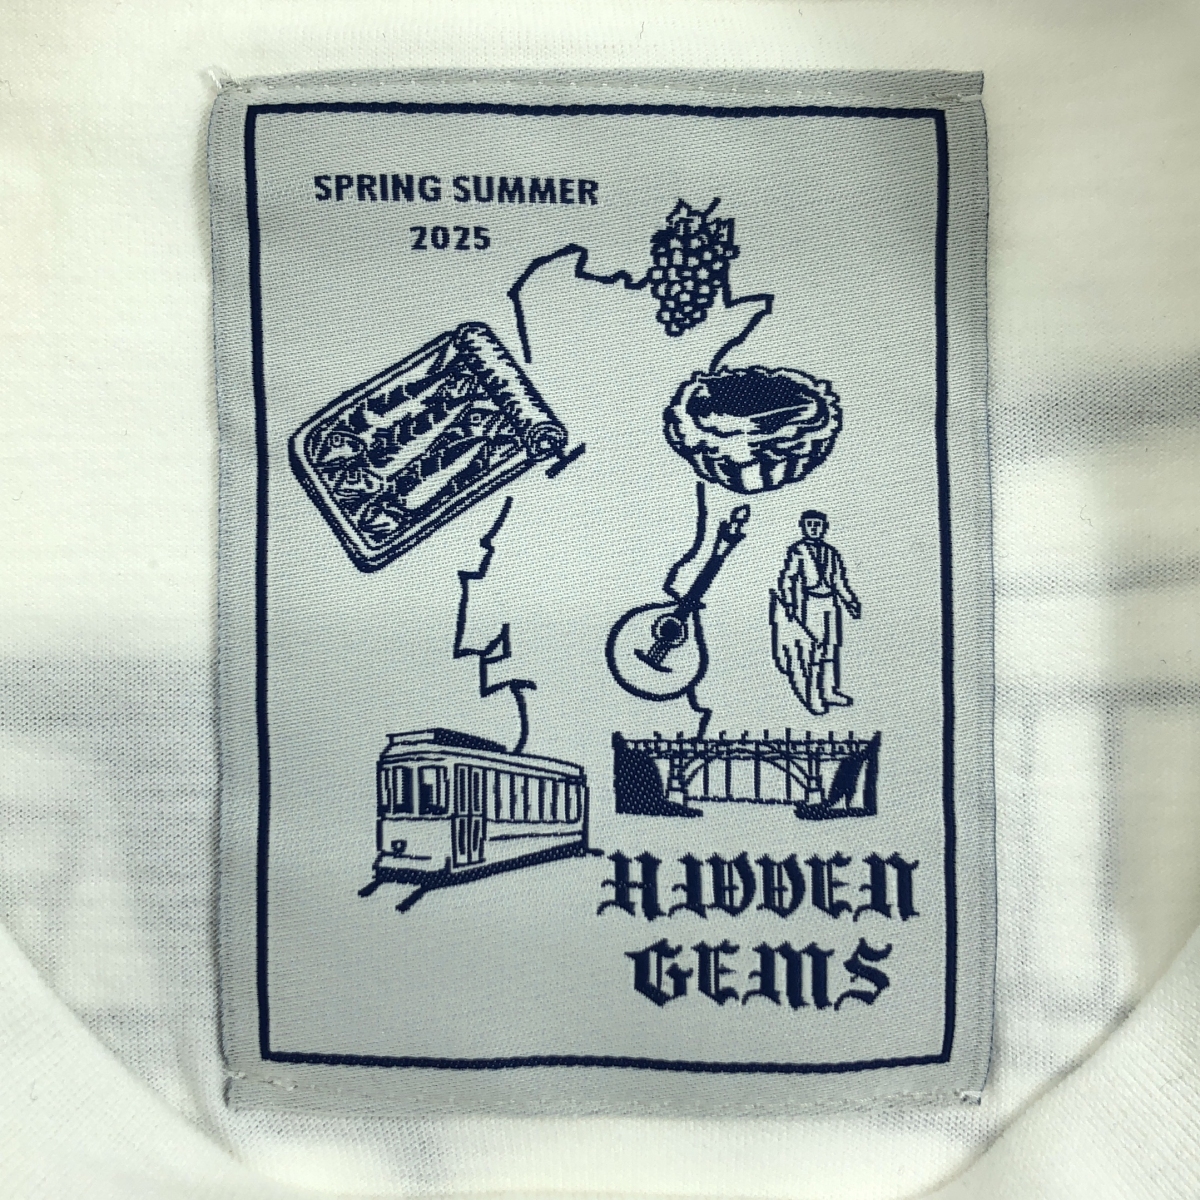 SPRING SUMMER
2025
HIDDEN
GEMS